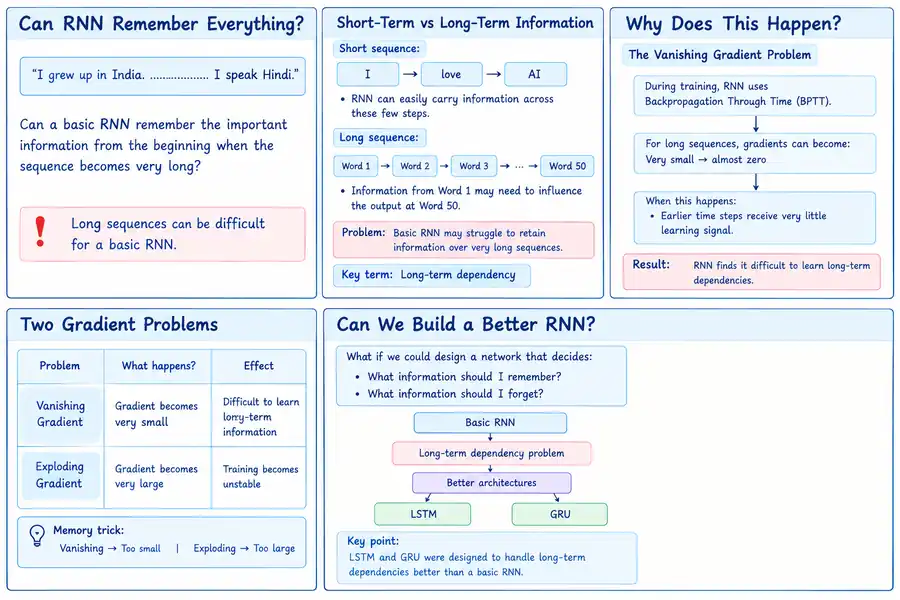 Can RNN Remember Everything?
“I grew up in India. .................. I speak Hindi.”
Can a basic RNN remember the important
information from the beginning when the
sequence becomes very long?
! Long sequences can be difficult
for a basic RNN.
Short-Term vs Long-Term Information
Short sequence:
I → love → AI
• RNN can easily carry information across
these few steps.
Long sequence:
Word 1 → Word 2 → Word 3 → ... → Word 50
• Information from Word 1 may need to influence
the output at Word 50.
Problem: Basic RNN may struggle to retain
information over very long sequences.
Key term: Long-term dependency
Why Does This Happen?
The Vanishing Gradient Problem
During training, RNN uses
Backpropagation Through Time (BPTT).
For long sequences, gradients can become:
Very small → almost zero
When this happens:
• Earlier time steps receive very little
learning signal.
Result: RNN finds it difficult to learn long-term
dependencies.
Two Gradient Problems
Problem What happens? Effect
Vanishing
Gradient
Gradient becomes
very small
Difficult to learn
long-term
information
Exploding
Gradient
Gradient becomes
very large
Training becomes
unstable
Memory trick:
Vanishing → Too small | Exploding → Too large
Can We Build a Better RNN?
What if we could design a network that decides:
• What information should I remember?
• What information should I forget?
Basic RNN
Long-term dependency problem
Better architectures
LSTM GRU
Key point:
LSTM and GRU were designed to handle long-term
dependencies better than a basic RNN.